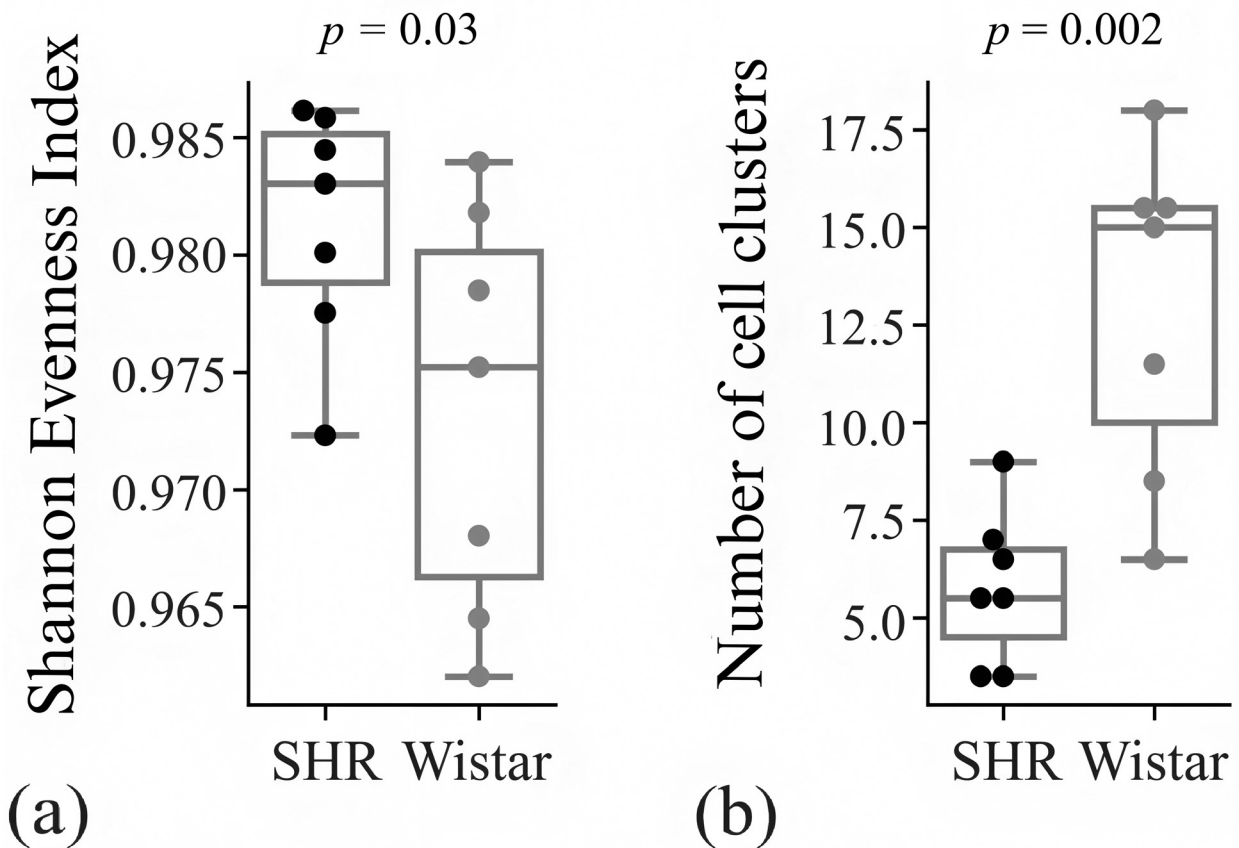 p = 0.03
Shannon Evenness Index
0.985
0.980
0.975
0.970
0.965
SHR Wistar
(a)
p = 0.002
Number of cell clusters
17.5
15.0
12.5
10.0
7.5
5.0
SHR Wistar
(b)